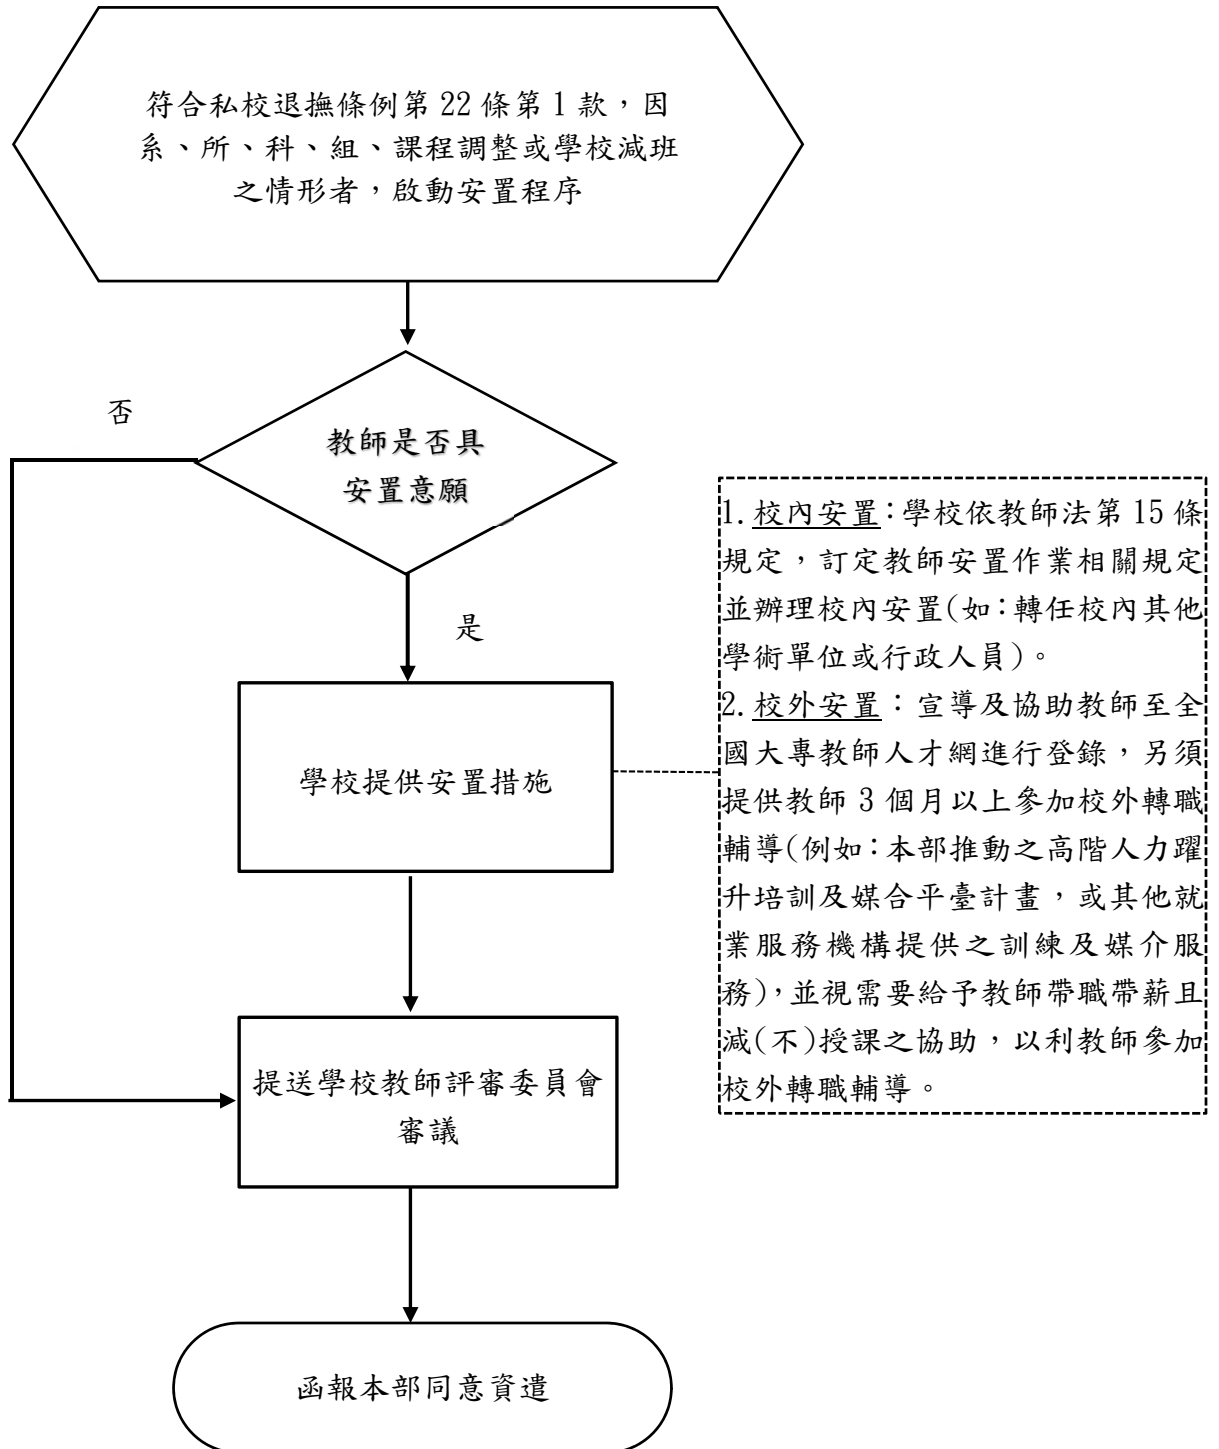 符合私校退撫條例第 22 條第 1 款，因
系、所、科、組、課程調整或學校減班
之情形者，啟動安置程序
否
教師是否具
安置意願
是
學校提供安置措施
1. 校內安置：學校依教師法第 15 條
規定，訂定教師安置作業相關規定
並辦理校內安置(如：轉任校內其他
學術單位或行政人員)。
2. 校外安置：宣導及協助教師至全
國大專教師人才網進行登錄，另須
提供教師 3 個月以上參加校外轉職
輔導(例如：本部推動之高階人力躍
升培訓及媒合平臺計畫，或其他就
業服務機構提供之訓練及媒介服
務)，並視需要給予教師帶職帶薪且
減(不)授課之協助，以利教師參加
校外轉職輔導。
提送學校教師評審委員會
審議
函報本部同意資遣